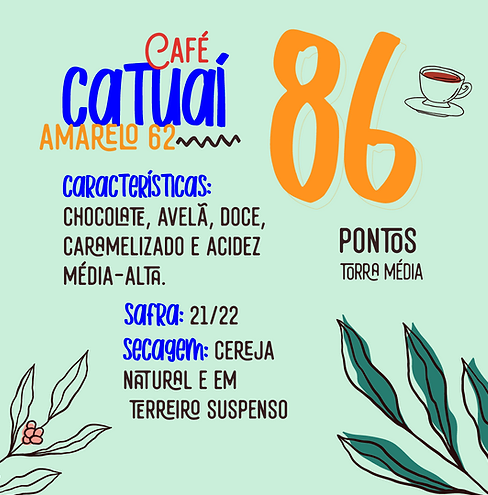 CAFÉ
CATUAÍ
AMARELO 62
86
PONTOS
TORRA MÉDIA
CARACTERÍSTICAS:
CHOCOLATE, AVELÃ, DOCE,
CARAMELIZADO E ACIDEZ
MÉDIA-ALTA.
SAFRA: 21/22
SECAGEM: CEREJA
NATURAL E EM
TERREIRO SUSPENSO